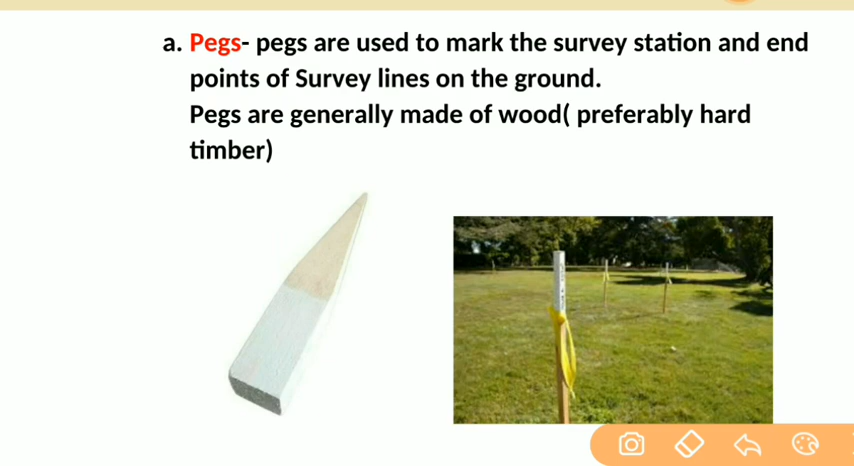 a. Pegs- pegs are used to mark the survey station and end
points of Survey lines on the ground.
Pegs are generally made of wood( preferably hard
timber)